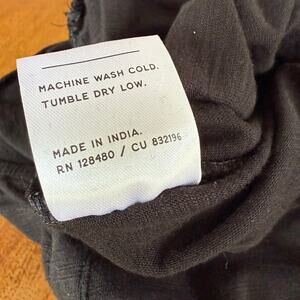 MACHINE WASH COLD.
TUMBLE DRY LOW.
MADE IN INDIA.
RN 128480 / CU 832196